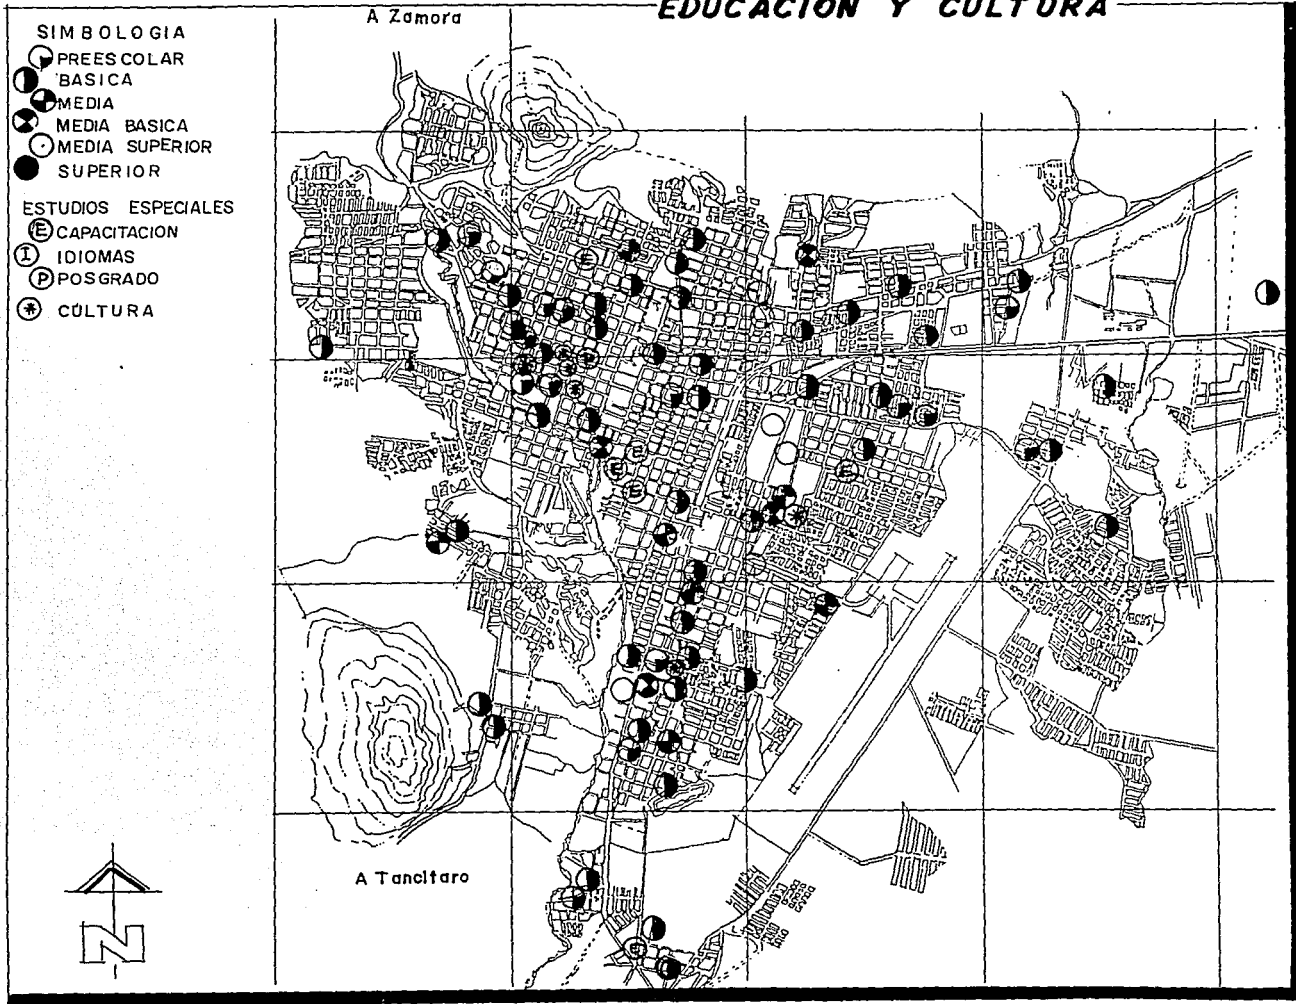 EDUCACION Y CULTURA
A Zamora
SIMBOLOGIA
PREESCOLAR
BASICA
MEDIA
MEDIA BASICA
MEDIA SUPERIOR
SUPERIOR
ESTUDIOS ESPECIALES
E CAPACITACION
I IDIOMAS
P POSGRADO
* CULTURA
A Tancitaro
N